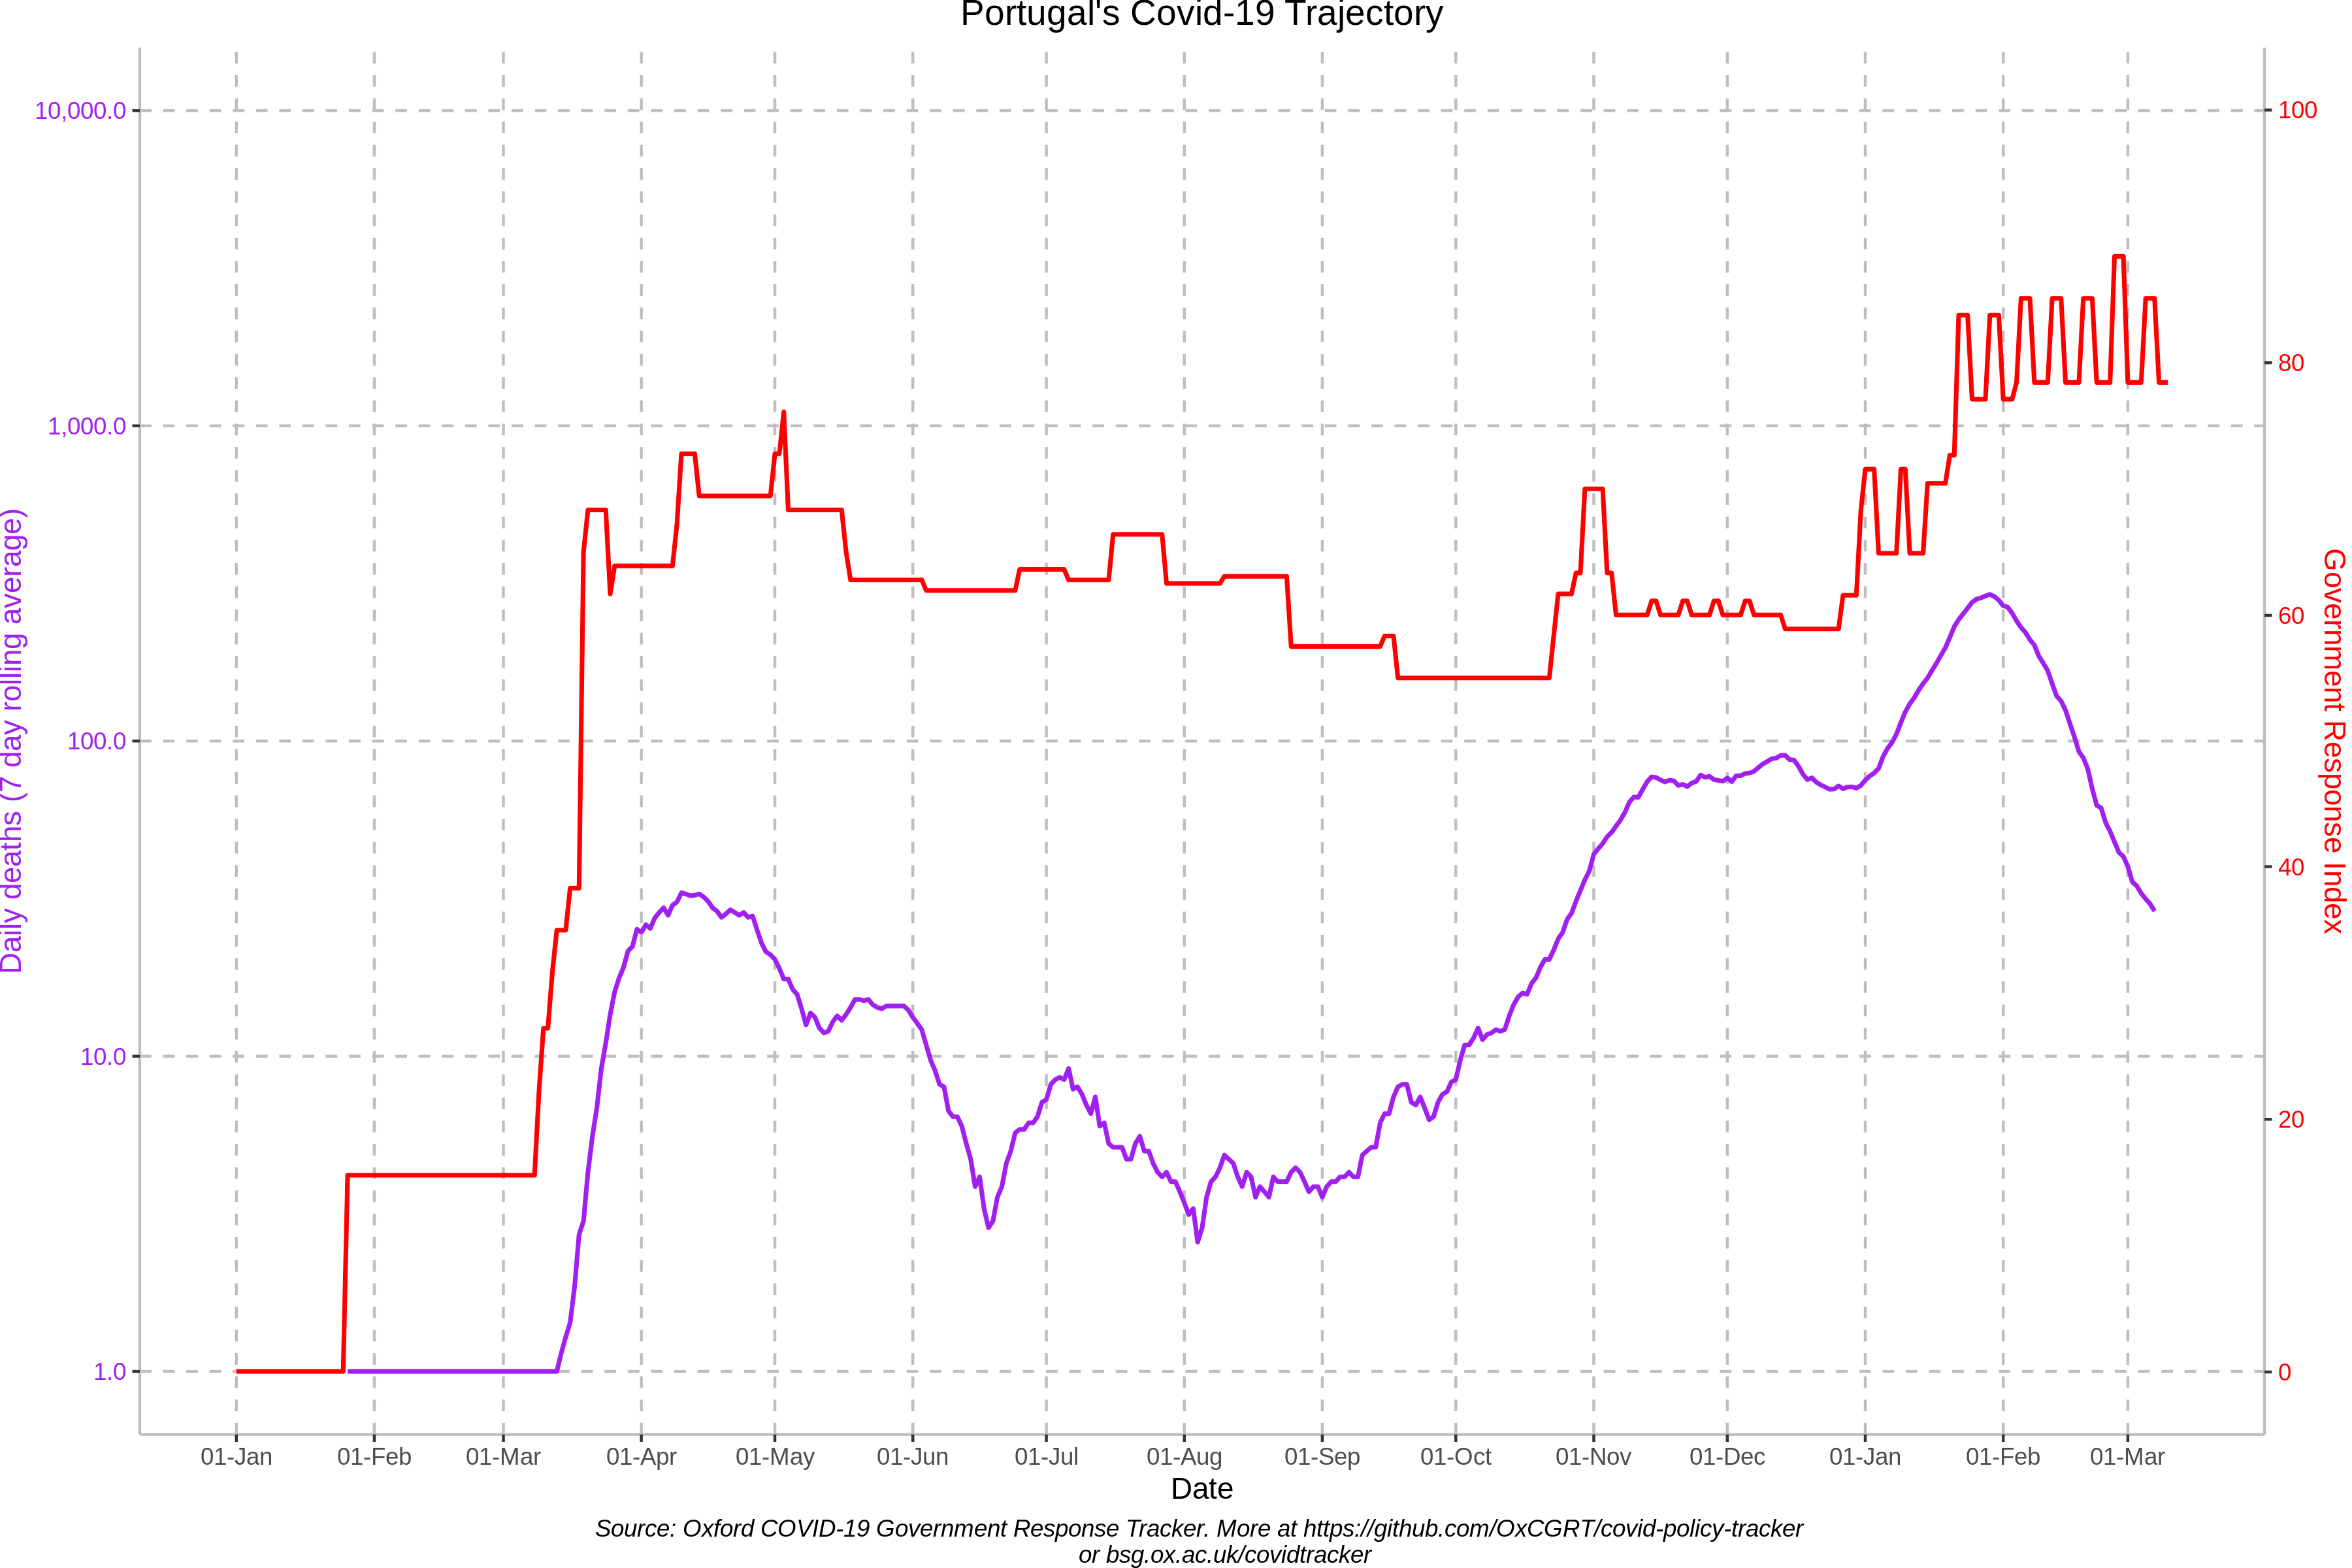 Portugal's Covid-19 Trajectory
10,000.0
1,000.0
100.0
10.0
1.0
Daily deaths (7 day rolling average)
100
80
60
40
20
0
Government Response Index
01-Jan 01-Feb 01-Mar 01-Apr 01-May 01-Jun 01-Jul 01-Aug 01-Sep 01-Oct 01-Nov 01-Dec 01-Jan 01-Feb 01-Mar
Date
Source: Oxford COVID-19 Government Response Tracker. More at https://github.com/OxCGRT/covid-policy-tracker
or bsg.ox.ac.uk/covidtracker